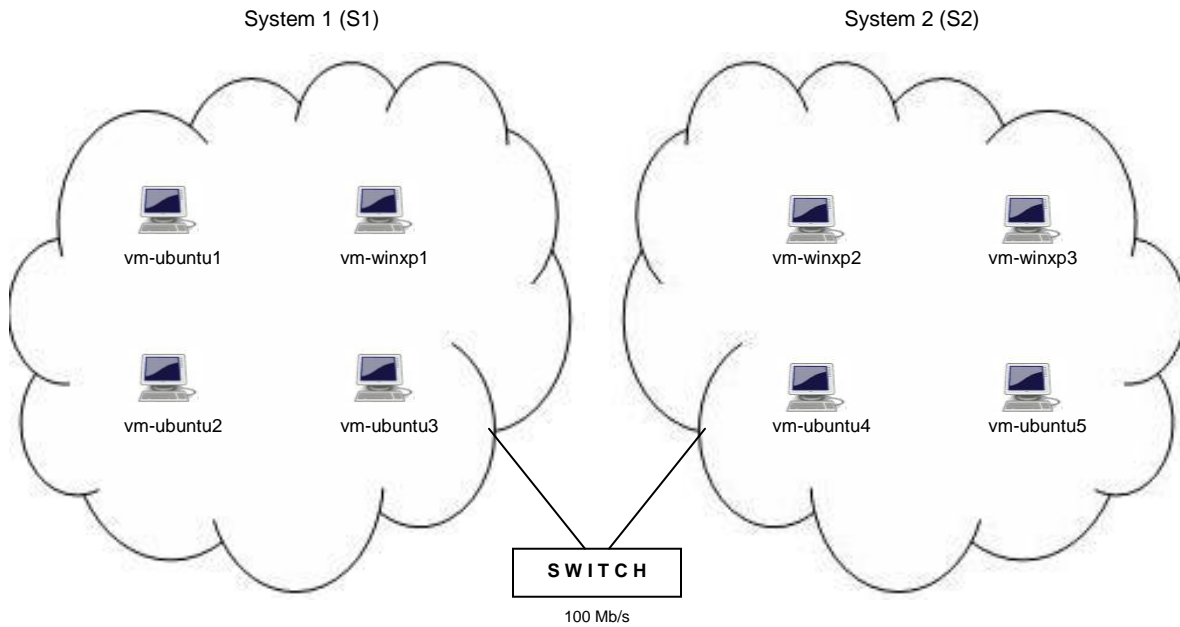 System 1 (S1)
System 2 (S2)
vm-ubuntu1
vm-winxp1
vm-winxp2
vm-winxp3
vm-ubuntu2
vm-ubuntu3
vm-ubuntu4
vm-ubuntu5
S W I T C H
100 Mb/s